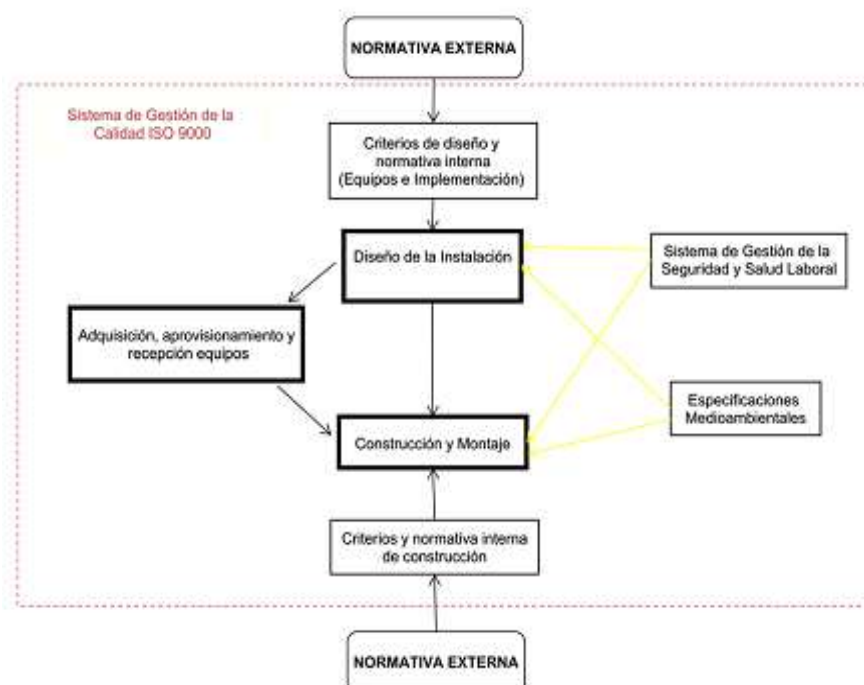 NORMATIVA EXTERNA
Sistema de Gestión de la
Calidad ISO 9000
Criterios de diseño y
normativa interna
(Equipos e Implementación)
Diseño de la Instalación
Sistema de Gestión de la
Seguridad y Salud Laboral
Adquisición, aprovisionamiento y
recepción equipos
Especificaciones
Medioambientales
Construcción y Montaje
Criterios y normativa interna
de construcción
NORMATIVA EXTERNA